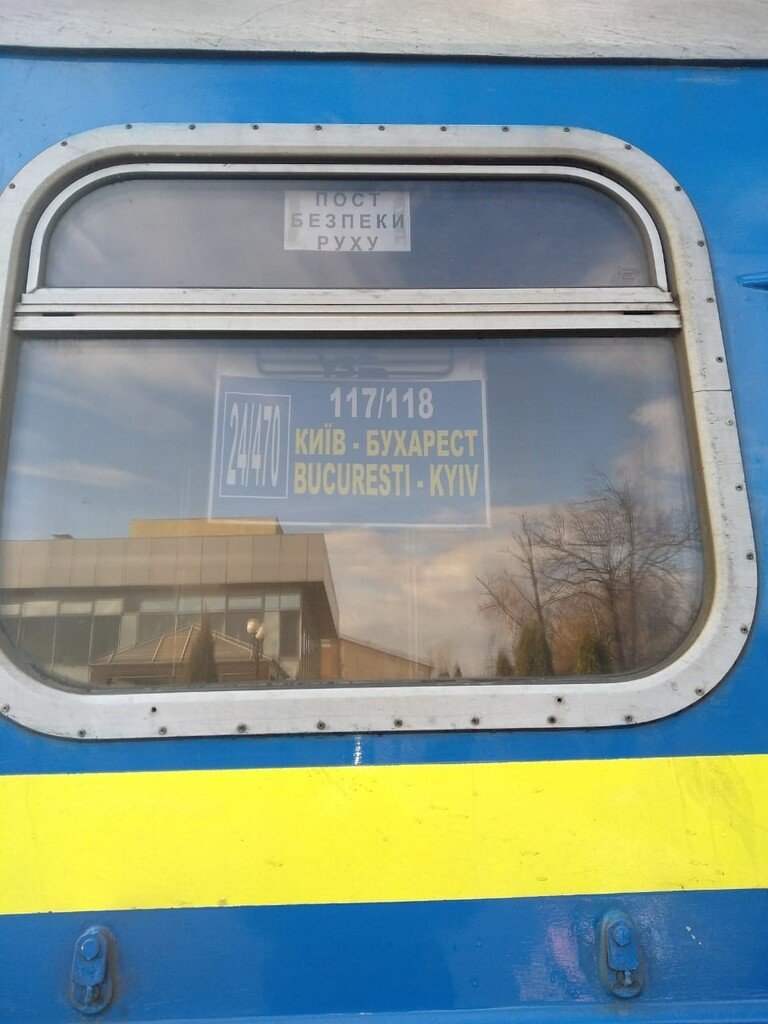 ПОСТ
БЕЗПЕКИ
РУХУ
117/118
24/470
КИЇВ - БУХАРЕСТ
BUCURESTI - KYIV